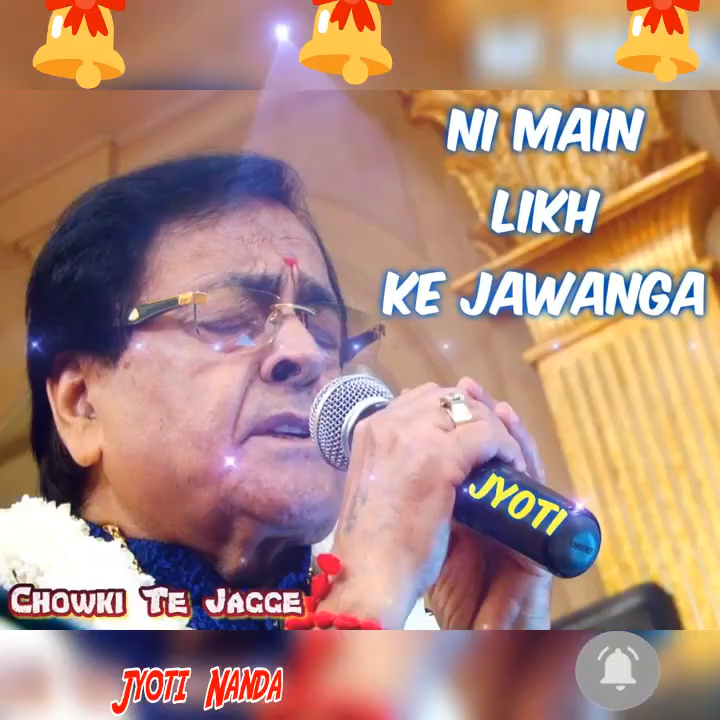 NI MAIN
LIKH
KE JAWANGA
JYOTI
CHOWKI TE JAGGE
JYOTI NANDA